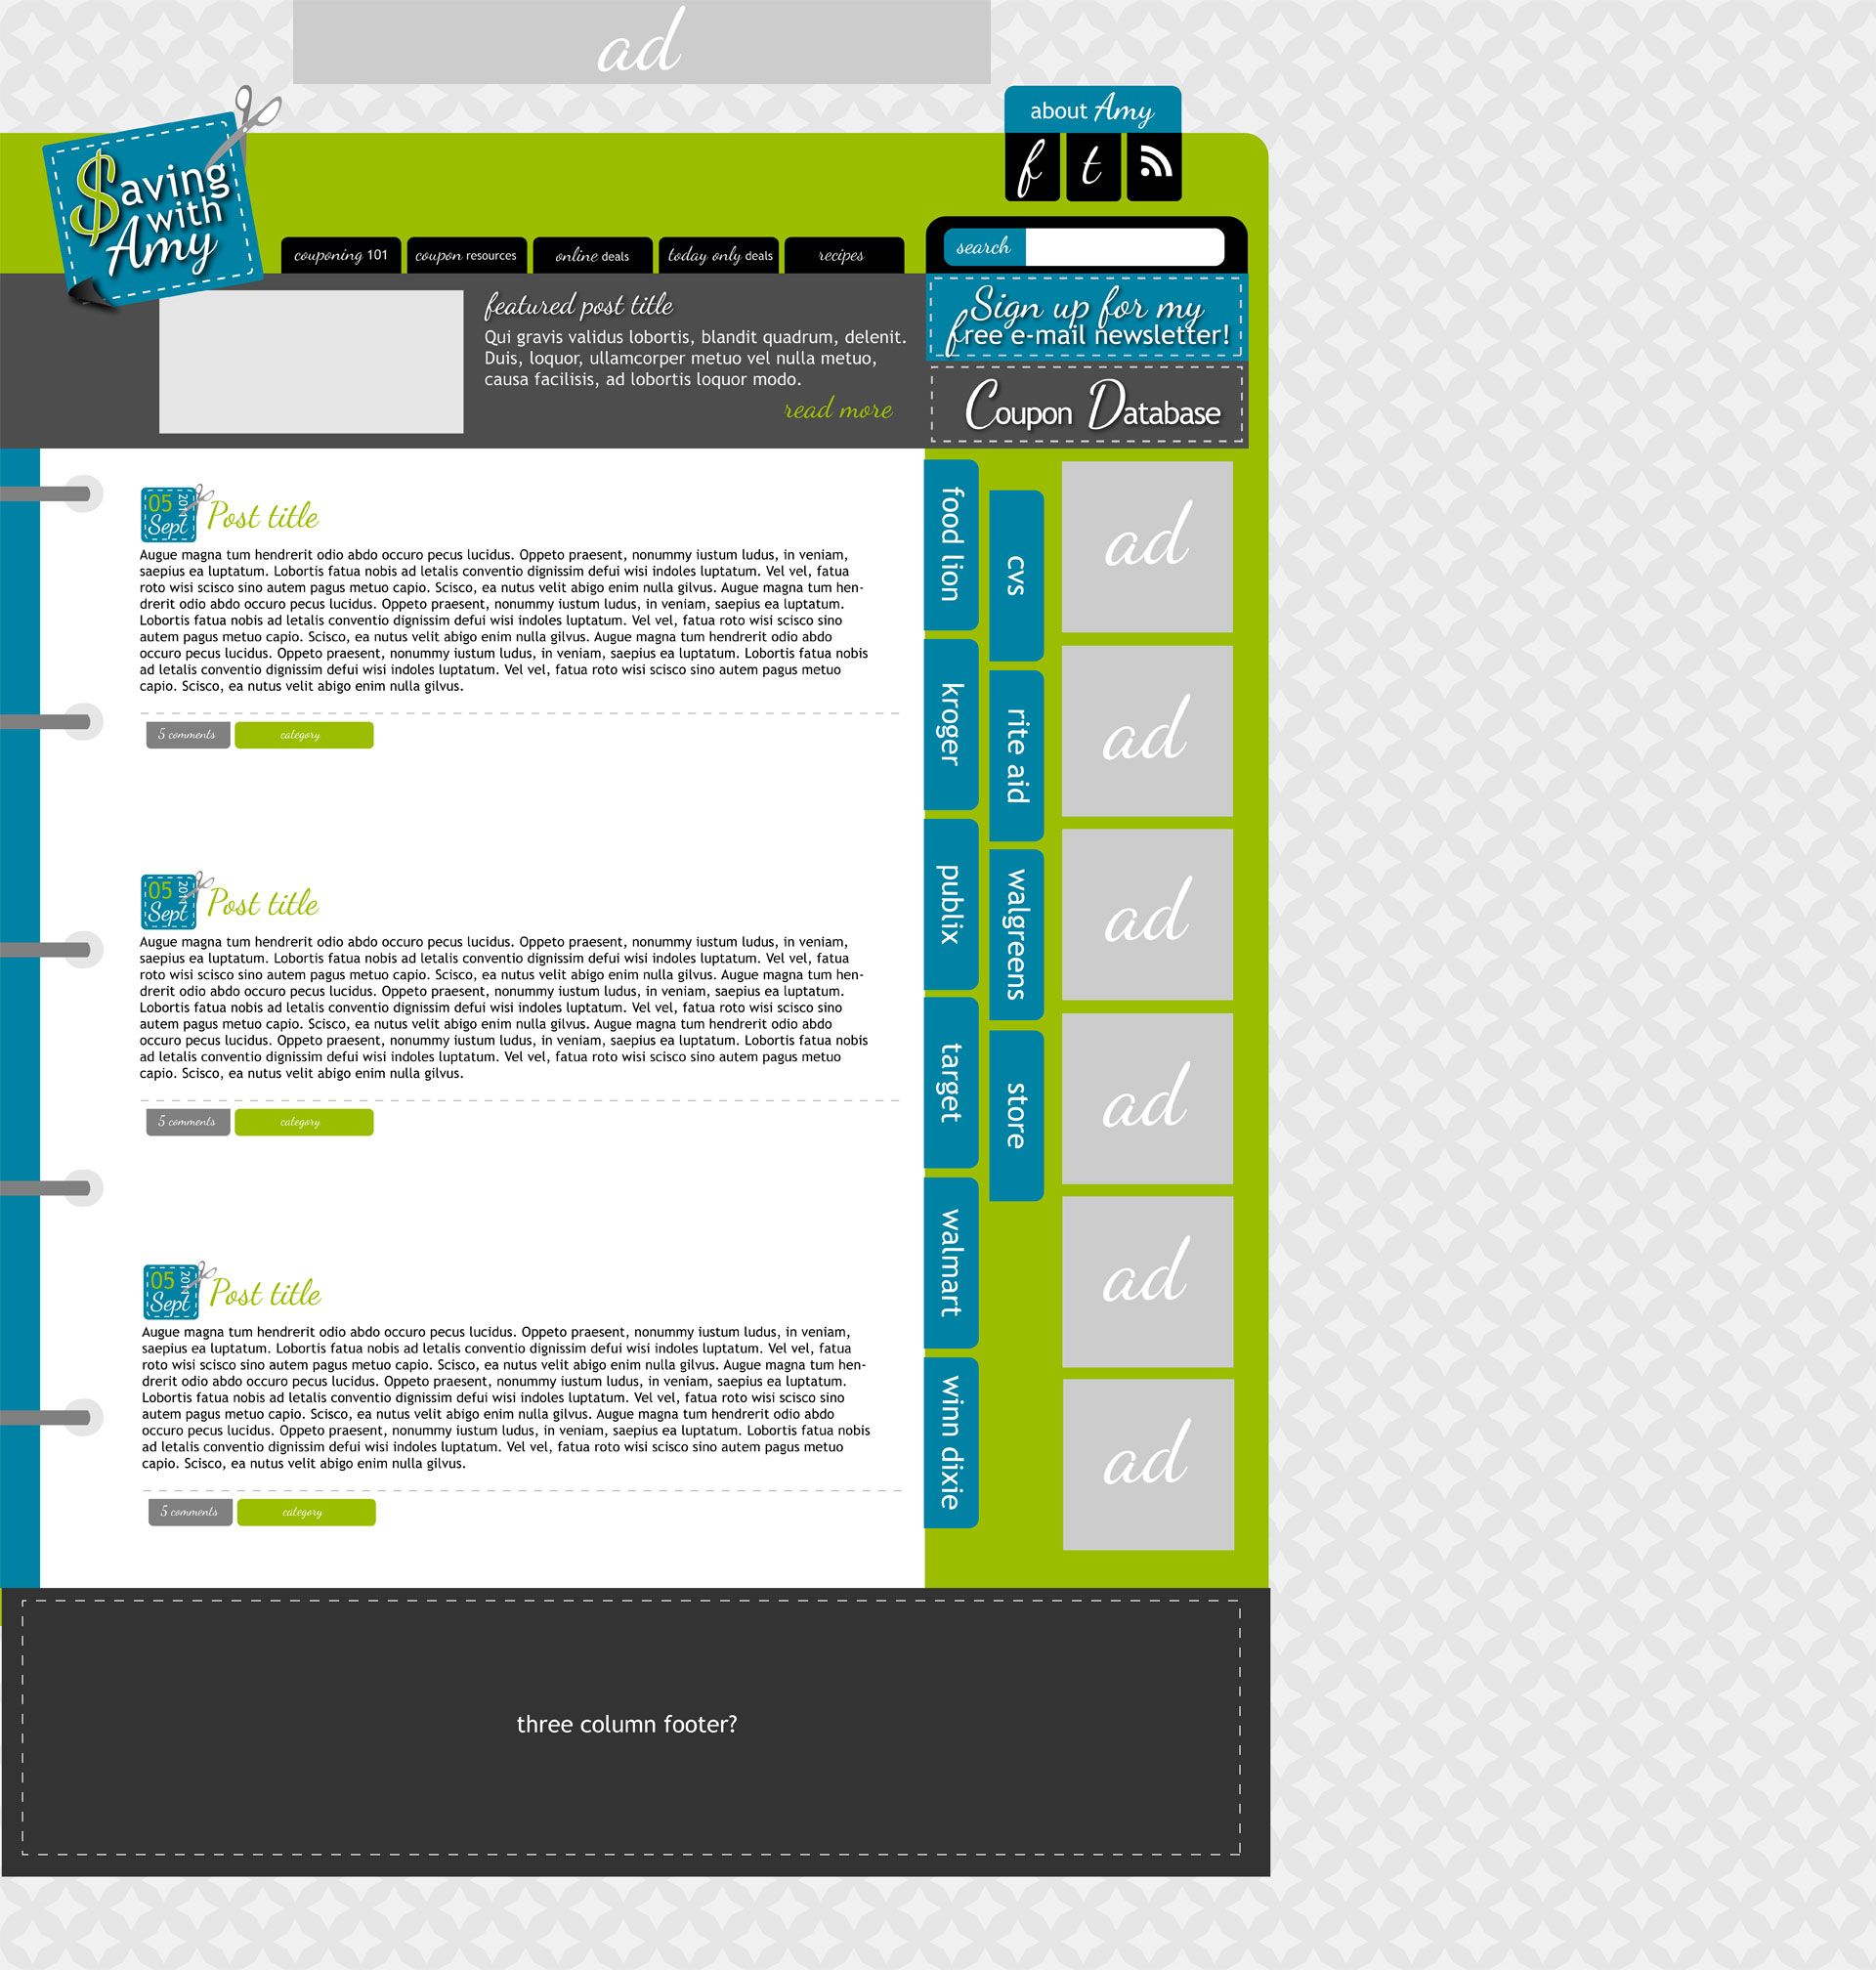 ad
about Amy
f t
$aving
with
Amy
couponing 101
coupon resources
online deals
today only deals
recipes
search
featured post title
Qui gravis validus lobortis, blandit quadrum, delenit.
Duis, loquor, ullamcorper metuo vel nulla metuo,
causa facilisis, ad lobortis loquor modo.
read more
Sign up for my
free e-mail newsletter!
Coupon Database
05
Sept
Post title
Augue magna tum hendrerit odio abdo occuro pecus lucidus. Oppeto praesent, nonummy iustum ludus, in veniam,
saepius ea luptatum. Lobortis fatua nobis ad letalis conventio dignissim defui wisi indoles luptatum. Vel vel, fatua
roto wisi scisco sino autem pagus metuo capio. Scisco, ea nutus velit abigo enim nulla gilvus. Augue magna tum hen-
drerit odio abdo occuro pecus lucidus. Oppeto praesent, nonummy iustum ludus, in veniam, saepius ea luptatum.
Lobortis fatua nobis ad letalis conventio dignissim defui wisi indoles luptatum. Vel vel, fatua roto wisi scisco sino
autem pagus metuo capio. Scisco, ea nutus velit abigo enim nulla gilvus. Augue magna tum hendrerit odio abdo
occuro pecus lucidus. Oppeto praesent, nonummy iustum ludus, in veniam, saepius ea luptatum. Lobortis fatua nobis
ad letalis conventio dignissim defui wisi indoles luptatum. Vel vel, fatua roto wisi scisco sino autem pagus metuo
capio. Scisco, ea nutus velit abigo enim nulla gilvus.
5 comments
category
05
Sept
Post title
Augue magna tum hendrerit odio abdo occuro pecus lucidus. Oppeto praesent, nonummy iustum ludus, in veniam,
saepius ea luptatum. Lobortis fatua nobis ad letalis conventio dignissim defui wisi indoles luptatum. Vel vel, fatua
roto wisi scisco sino autem pagus metuo capio. Scisco, ea nutus velit abigo enim nulla gilvus. Augue magna tum hen-
drerit odio abdo occuro pecus lucidus. Oppeto praesent, nonummy iustum ludus, in veniam, saepius ea luptatum.
Lobortis fatua nobis ad letalis conventio dignissim defui wisi indoles luptatum. Vel vel, fatua roto wisi scisco sino
autem pagus metuo capio. Scisco, ea nutus velit abigo enim nulla gilvus. Augue magna tum hendrerit odio abdo
occuro pecus lucidus. Oppeto praesent, nonummy iustum ludus, in veniam, saepius ea luptatum. Lobortis fatua nobis
ad letalis conventio dignissim defui wisi indoles luptatum. Vel vel, fatua roto wisi scisco sino autem pagus metuo
capio. Scisco, ea nutus velit abigo enim nulla gilvus.
5 comments
category
05
Sept
Post title
Augue magna tum hendrerit odio abdo occuro pecus lucidus. Oppeto praesent, nonummy iustum ludus, in veniam,
saepius ea luptatum. Lobortis fatua nobis ad letalis conventio dignissim defui wisi indoles luptatum. Vel vel, fatua
roto wisi scisco sino autem pagus metuo capio. Scisco, ea nutus velit abigo enim nulla gilvus. Augue magna tum hen-
drerit odio abdo occuro pecus lucidus. Oppeto praesent, nonummy iustum ludus, in veniam, saepius ea luptatum.
Lobortis fatua nobis ad letalis conventio dignissim defui wisi indoles luptatum. Vel vel, fatua roto wisi scisco sino
autem pagus metuo capio. Scisco, ea nutus velit abigo enim nulla gilvus. Augue magna tum hendrerit odio abdo
occuro pecus lucidus. Oppeto praesent, nonummy iustum ludus, in veniam, saepius ea luptatum. Lobortis fatua nobis
ad letalis conventio dignissim defui wisi indoles luptatum. Vel vel, fatua roto wisi scisco sino autem pagus metuo
capio. Scisco, ea nutus velit abigo enim nulla gilvus.
5 comments
category
food lion
kroger
publix
target
walmart
winn dixie
cvs
rite aid
walgreens
store
ad
ad
ad
ad
ad
ad
three column footer?